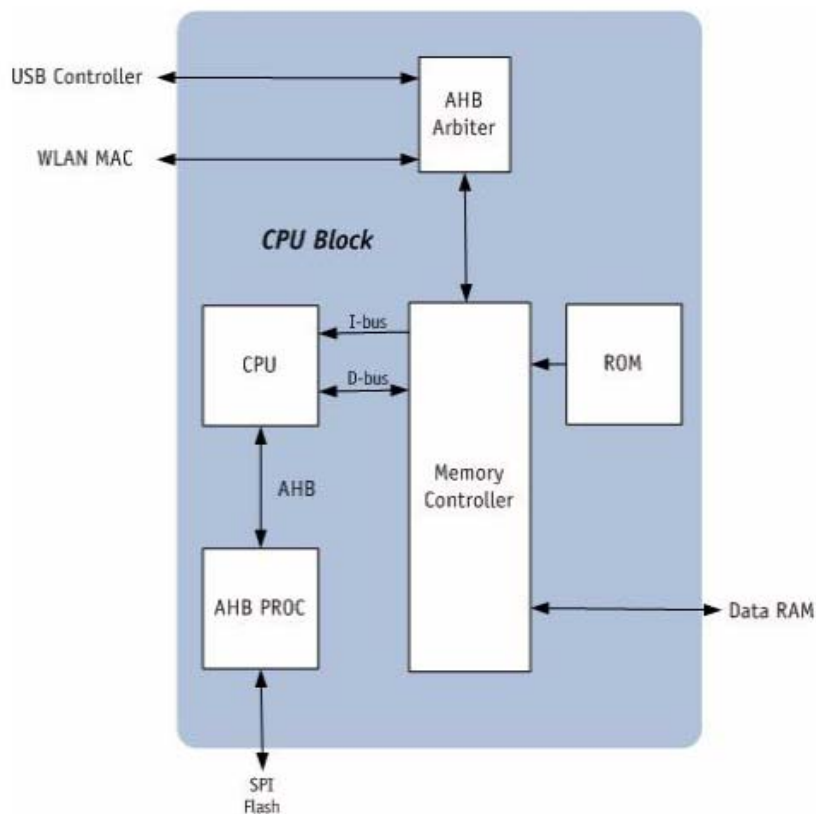 USB Controller
AHB
Arbiter
WLAN MAC
CPU Block
I-bus
CPU
ROM
D-bus
Memory
Controller
AHB
AHB PROC
Data RAM
SPI
Flash